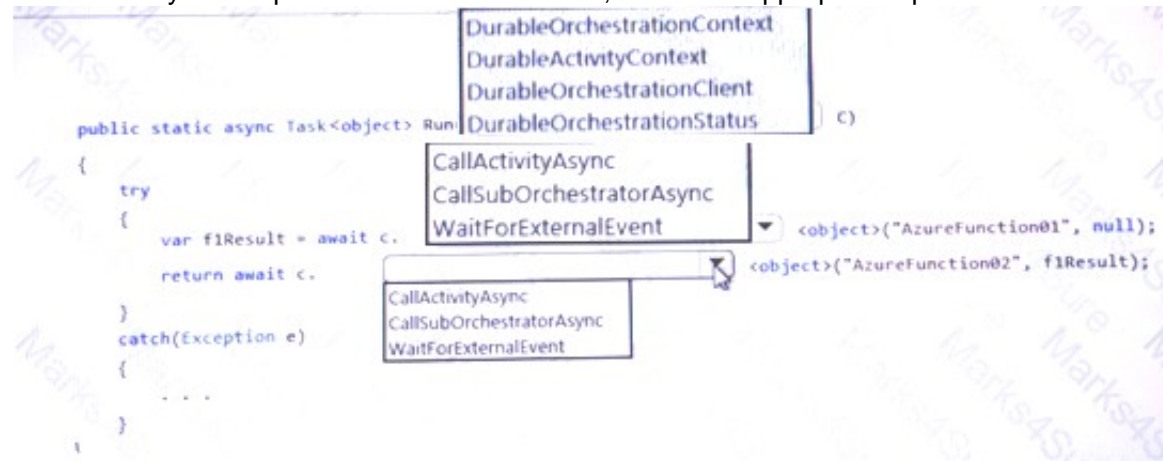 DurableOrchestrationContext
DurableActivityContext
DurableOrchestrationClient
DurableOrchestrationStatus
public static async Task<object> Run C)
{
CallActivityAsync
try
CallSubOrchestratorAsync
{
WaitForExternalEvent
var f1Result = await c. <object>("AzureFunction01", null);
return await c. <object>("AzureFunction02", f1Result);
CallActivityAsync
}
CallSubOrchestratorAsync
catch(Exception e)
WaitForExternalEvent
{
. . .
}